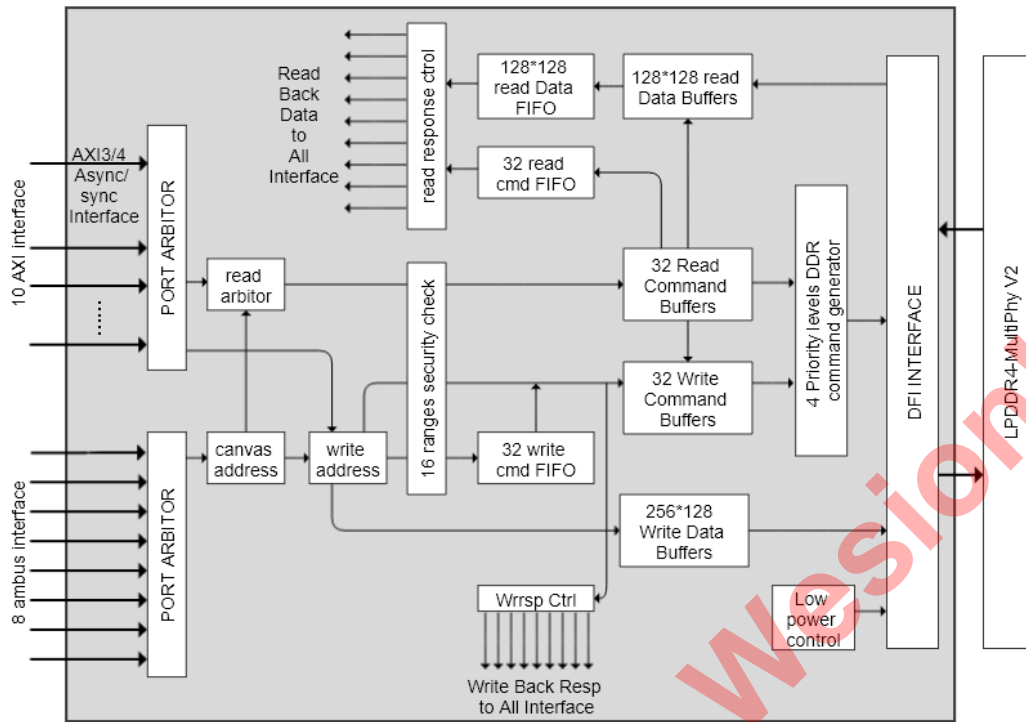 Read
Back
Data
to
All
Interface
read response ctrol
128*128
read Data
FIFO
128*128 read
Data Buffers
32 read
cmd FIFO
AXI3/4
Async/
sync
Interface
10 AXI interface
......
PORT ARBITOR
read
arbitor
16 ranges security check
32 Read
Command
Buffers
4 Priority levels DDR
command generator
DFI INTERFACE
LPDDR4-MultiPhy V2
32 Write
Command
Buffers
8 ambus interface
PORT ARBITOR
canvas
address
write
address
32 write
cmd FIFO
256*128
Write Data
Buffers
Wrrsp Ctrl
Low
power
control
Write Back Resp
to All Interface
Wesion